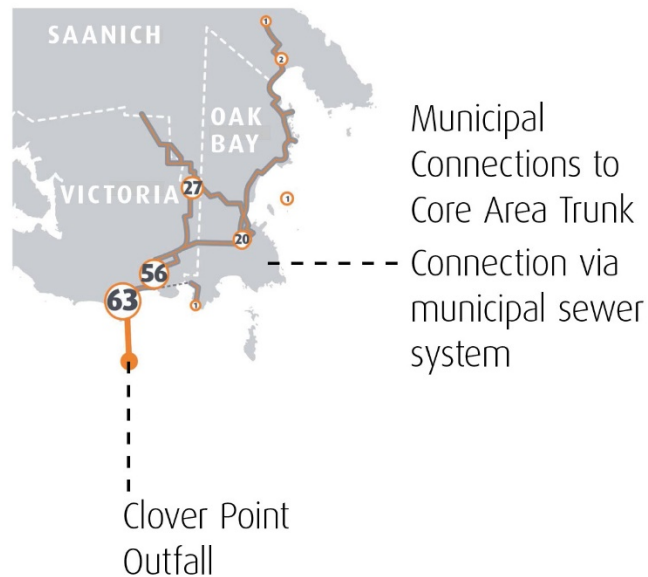 1
SAANICH
2
OAK
BAY
Municipal
Connections to
Core Area Trunk
VICTORIA
27
1
20
Connection via
municipal sewer
system
56
63
1
Clover Point
Outfall